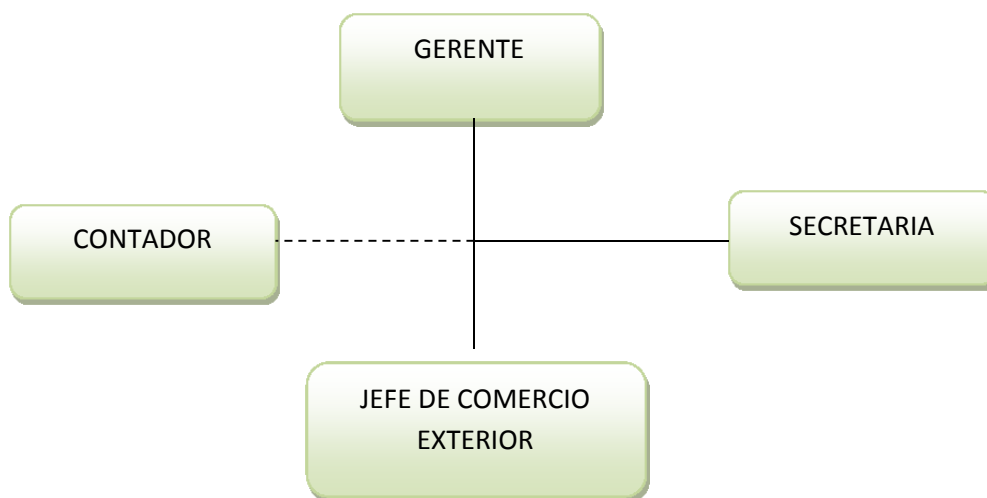 GERENTE
CONTADOR
SECRETARIA
JEFE DE COMERCIO
EXTERIOR